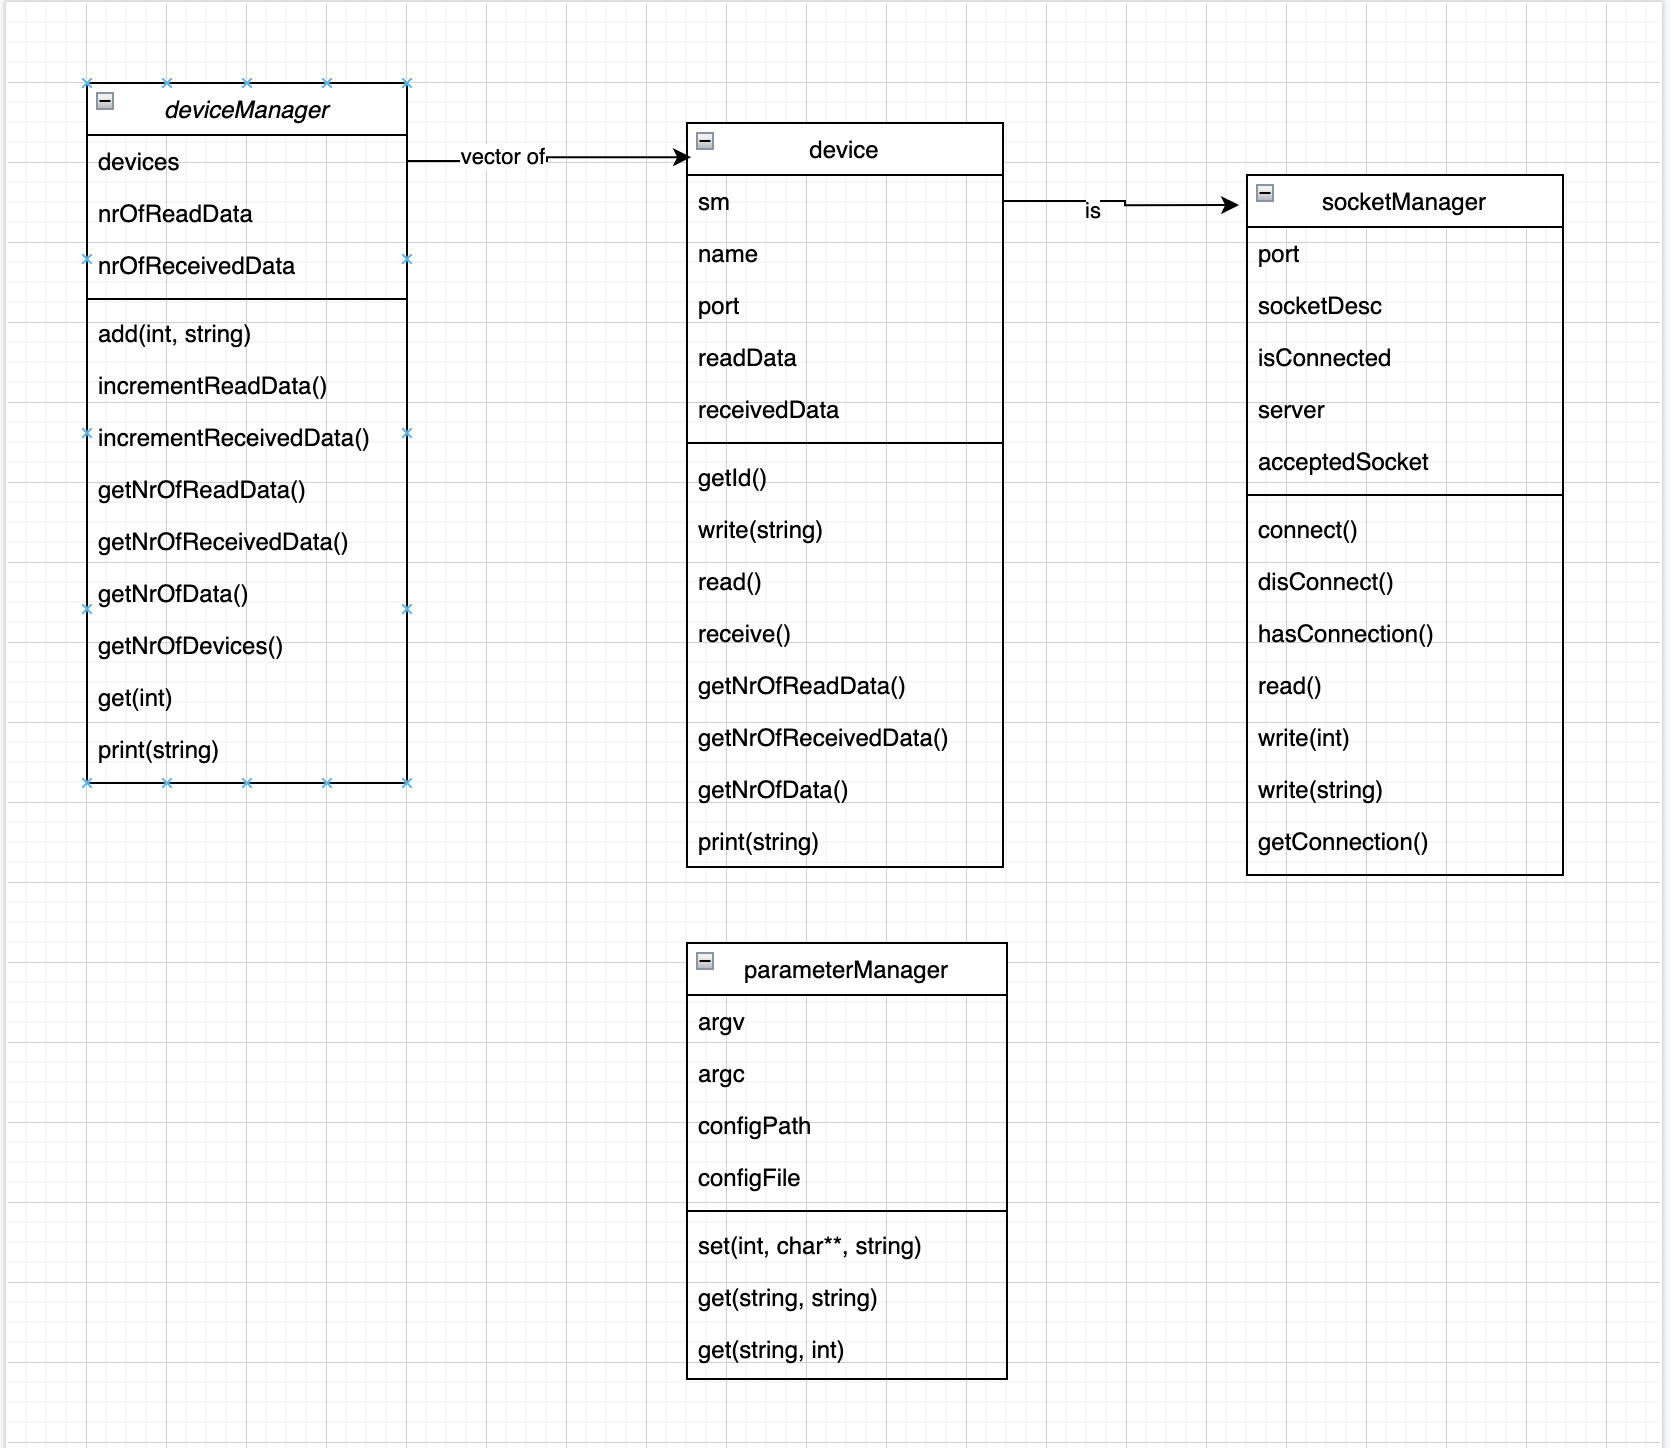 deviceManager
devices
nrOfReadData
nrOfReceivedData
add(int, string)
incrementReadData()
incrementReceivedData()
getNrOfReadData()
getNrOfReceivedData()
getNrOfData()
getNrOfDevices()
get(int)
print(string)
vector of
device
sm
name
port
readData
receivedData
getId()
write(string)
read()
receive()
getNrOfReadData()
getNrOfReceivedData()
getNrOfData()
print(string)
is
socketManager
port
socketDesc
isConnected
server
acceptedSocket
connect()
disConnect()
hasConnection()
read()
write(int)
write(string)
getConnection()
parameterManager
argv
argc
configPath
configFile
set(int, char**, string)
get(string, string)
get(string, int)